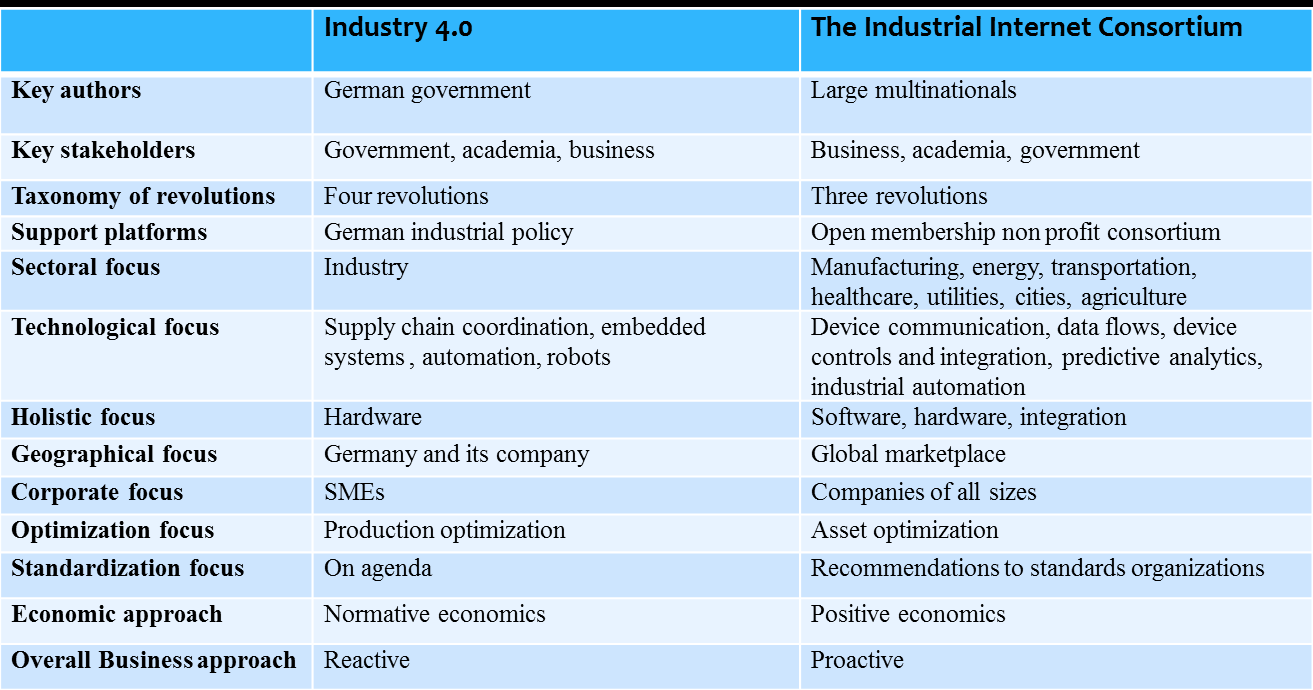 Industry 4.0 The Industrial Internet Consortium
Key authors German government Large multinationals
Key stakeholders Government, academia, business Business, academia, government
Taxonomy of revolutions Four revolutions Three revolutions
Support platforms German industrial policy Open membership non profit consortium
Sectoral focus Industry Manufacturing, energy, transportation,
healthcare, utilities, cities, agriculture
Technological focus Supply chain coordination, embedded Device communication, data flows, device
systems , automation, robots controls and integration, predictive analytics,
industrial automation
Holistic focus Hardware Software, hardware, integration
Geographical focus Germany and its company Global marketplace
Corporate focus SMEs Companies of all sizes
Optimization focus Production optimization Asset optimization
Standardization focus On agenda Recommendations to standards organizations
Economic approach Normative economics Positive economics
Overall Business approach Reactive Proactive